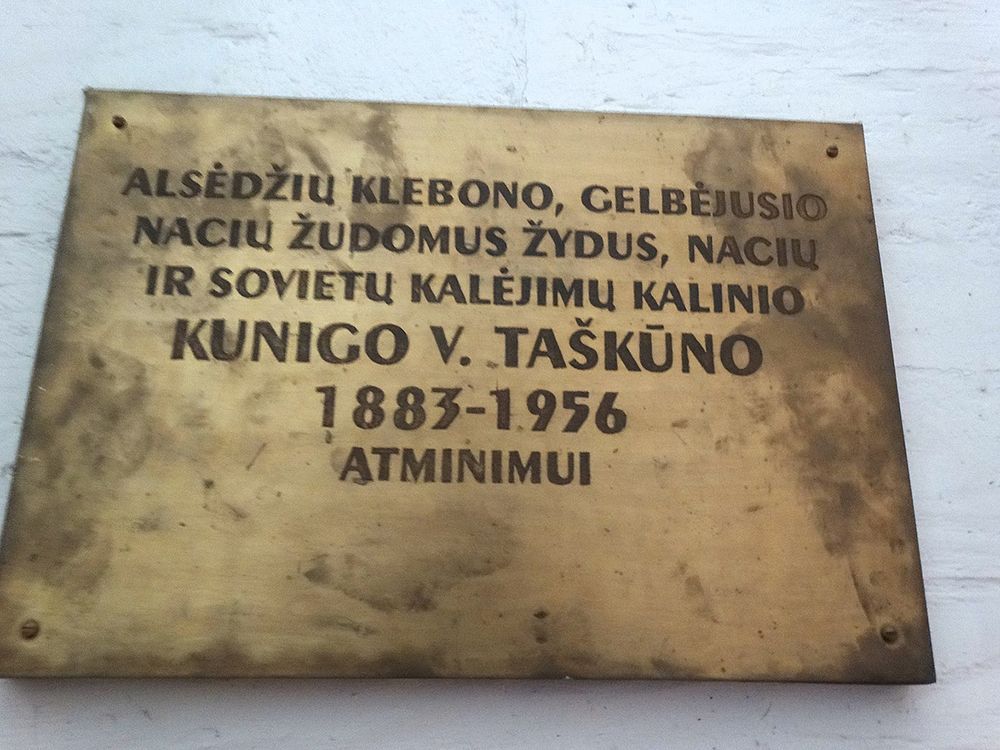 ALSĖDŽIŲ KLEBONO, GELBĖJUSIO
NACIŲ ŽUDOMUS ŽYDUS, NACIŲ
IR SOVIETŲ KALĖJIMŲ KALINIO
KUNIGO V. TAŠKŪNO
1883-1956
ATMINIMUI